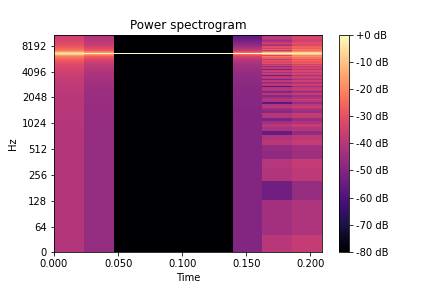 Power spectrogram
Hz
8192
4096
2048
1024
512
256
128
64
0
0.000 0.050 0.100 0.150 0.200
Time
+0 dB
-10 dB
-20 dB
-30 dB
-40 dB
-50 dB
-60 dB
-70 dB
-80 dB